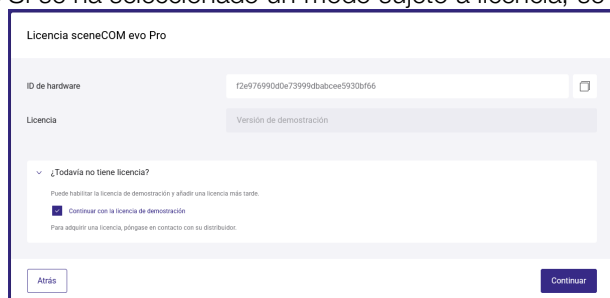 Licencia sceneCOM evo Pro
ID de hardware
f2e976990d0e73999dbabcee5930bf66
Licencia
Versión de demostración
¿Todavía no tiene licencia?
Puede habilitar la licencia de demostración y añadir una licencia más tarde.
Continuar con la licencia de demostración
Para adquirir una licencia, póngase en contacto con su distribuidor.
Atrás
Continuar